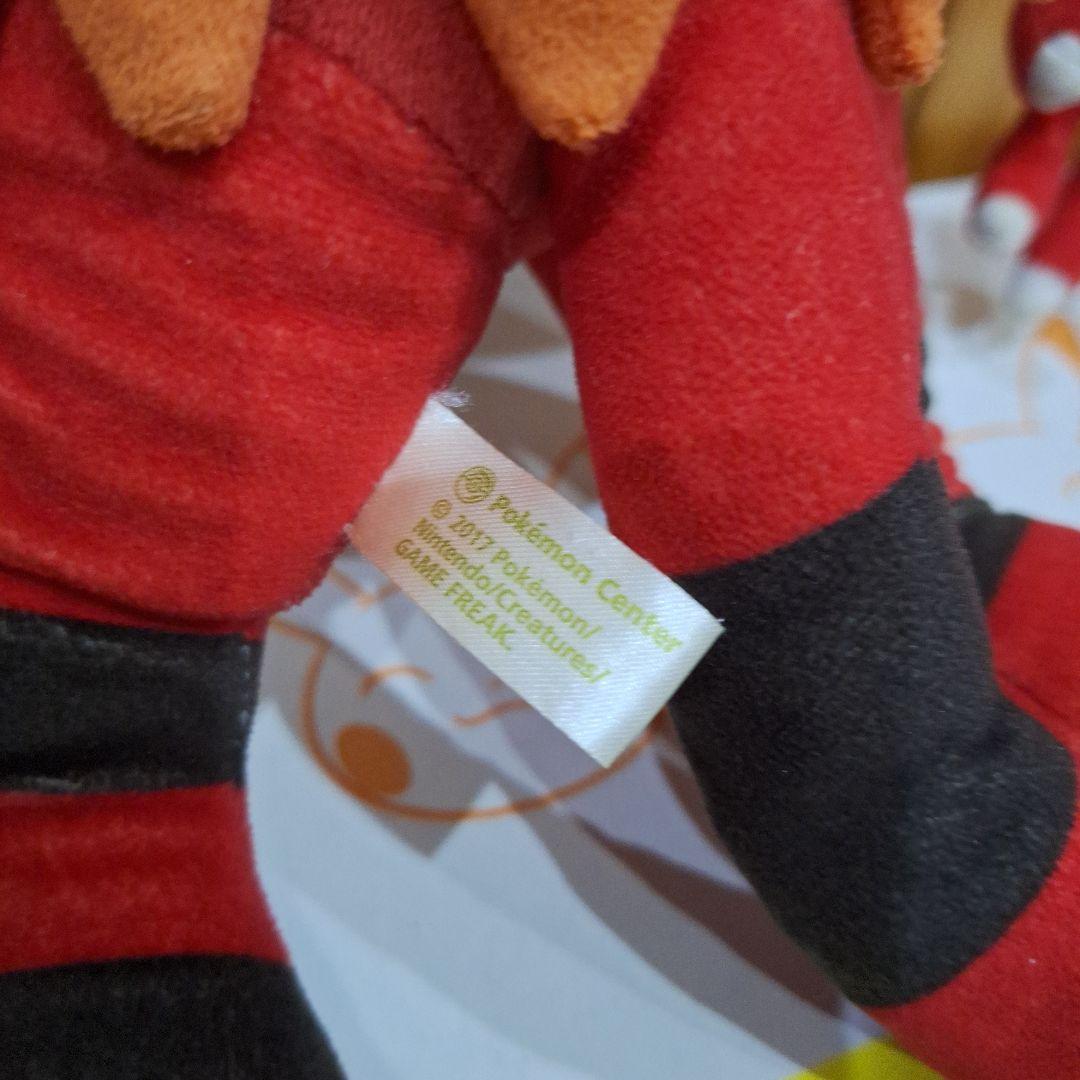 Pokémon Center
© 2017 Pokémon/
Nintendo/Creatures/
GAME FREAK.